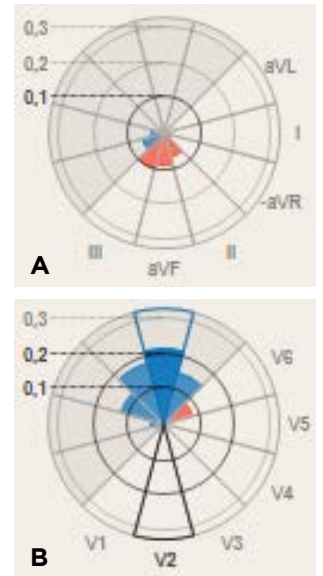 0,3
0,2
0,1
aVL
I
-aVR
III
aVF
II
A
0,3
0,2
0,1
V6
V5
V4
V1
V2
V3
B